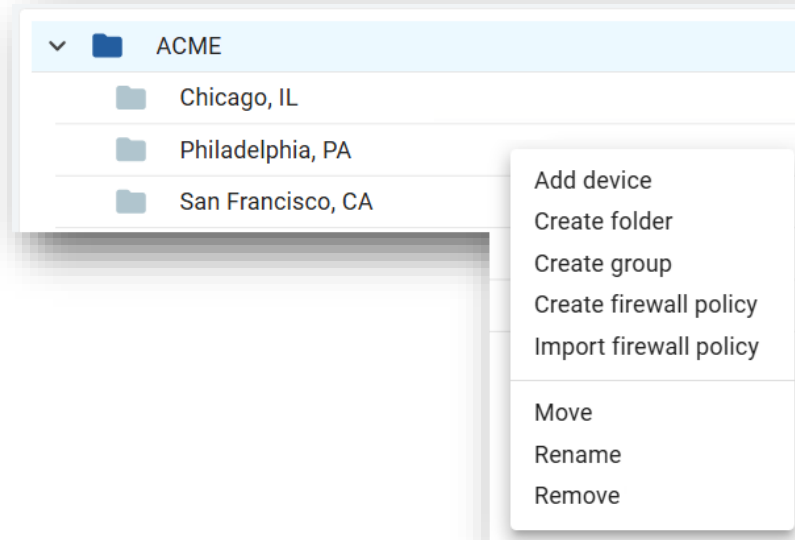 ACME
Chicago, IL
Philadelphia, PA
San Francisco, CA
Add device
Create folder
Create group
Create firewall policy
Import firewall policy
Move
Rename
Remove